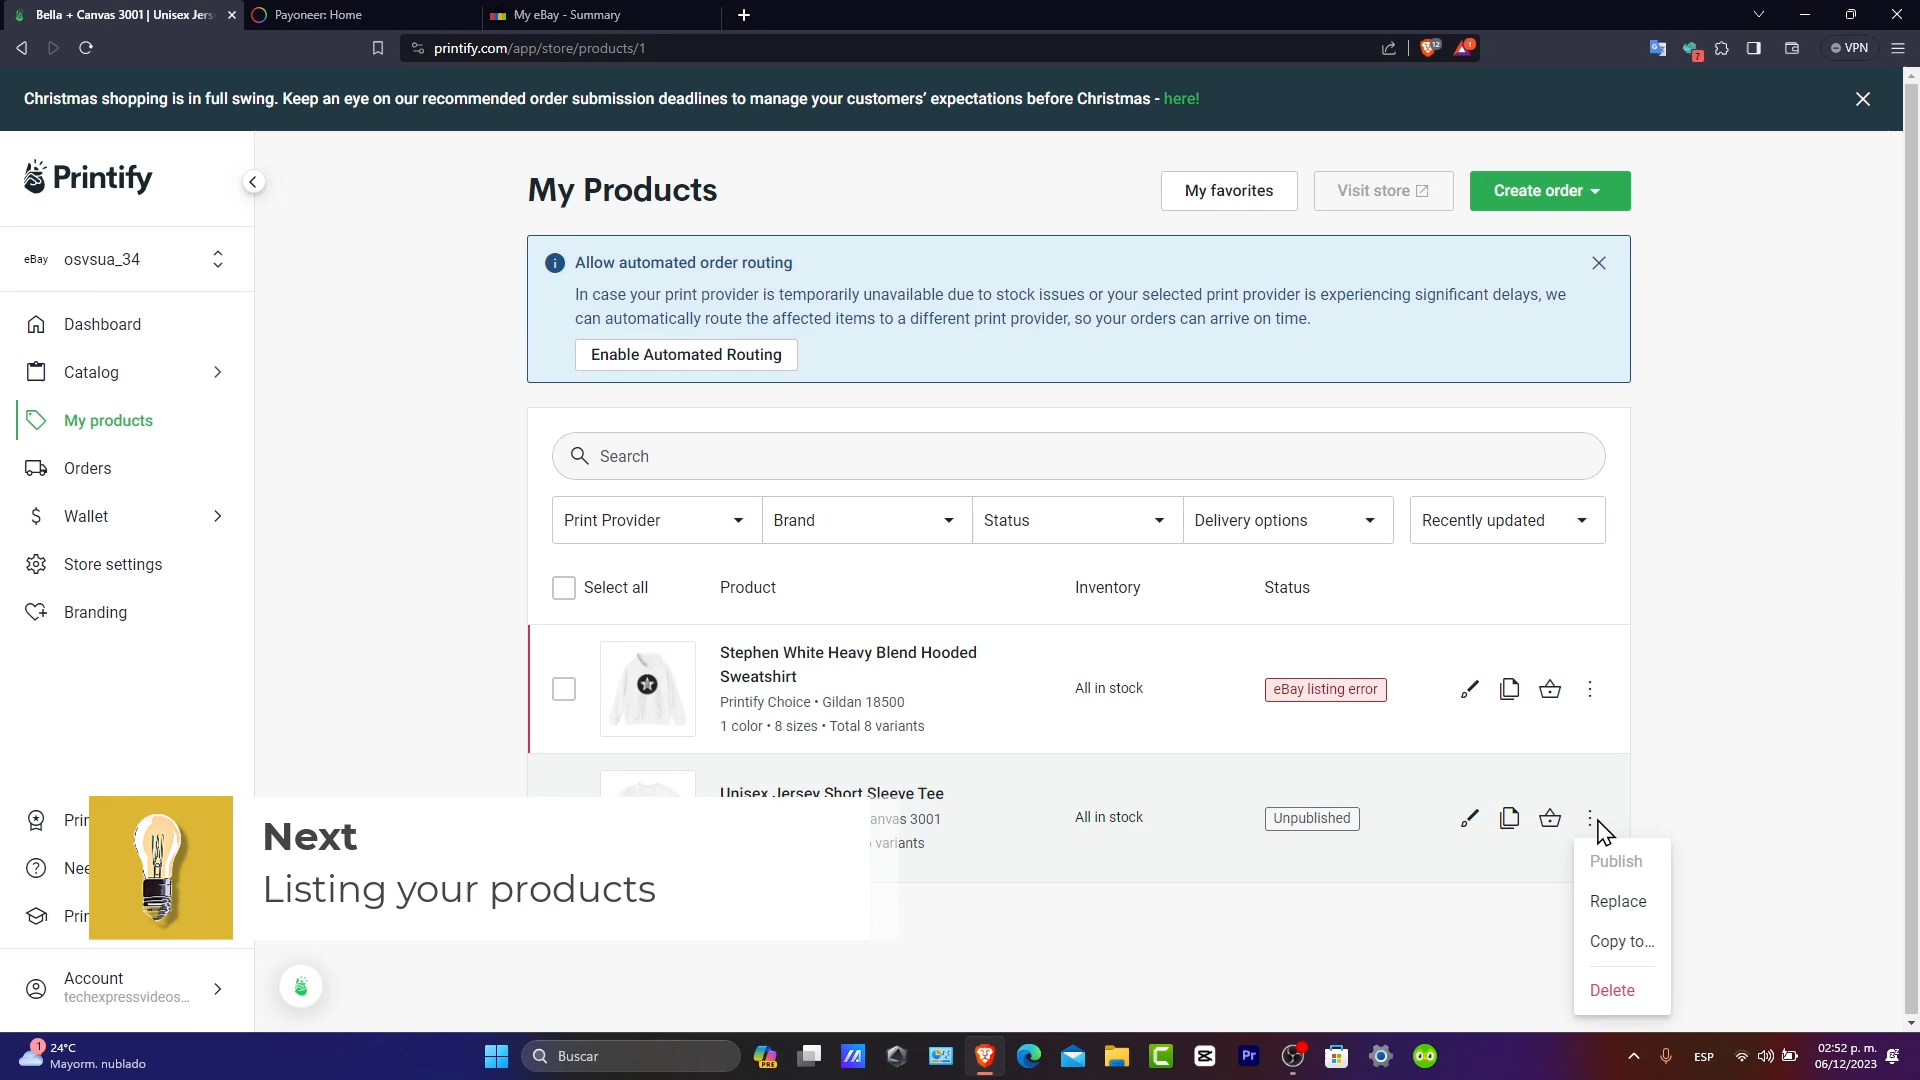 Bella + Canvas 3001 | Unisex Jers
Payoneer: Home
My eBay - Summary
printify.com/app/store/products/1
12
1
7
VPN
Christmas shopping is in full swing. Keep an eye on our recommended order submission deadlines to manage your customers’ expectations before Christmas - here!
Printify
eBay osvsua_34
Dashboard
Catalog
My products
Orders
Wallet
Store settings
Branding
Prin
Nee
Prin
Account
techexpressvideos...
My Products
My favorites
Visit store
Create order
Allow automated order routing
In case your print provider is temporarily unavailable due to stock issues or your selected print provider is experiencing significant delays, we
can automatically route the affected items to a different print provider, so your orders can arrive on time.
Enable Automated Routing
Search
Print Provider
Brand
Status
Delivery options
Recently updated
Select all
Product
Inventory
Status
Stephen White Heavy Blend Hooded
Sweatshirt
Printify Choice • Gildan 18500
1 color • 8 sizes • Total 8 variants
All in stock
eBay listing error
Unisex Jersey Short Sleeve Tee
anvas 3001
variants
All in stock
Unpublished
Publish
Replace
Copy to...
Delete
Next
Listing your products
1
24°C
Mayorm. nublado
Buscar
PRE
Pr
ESP
02:52 p. m.
06/12/2023